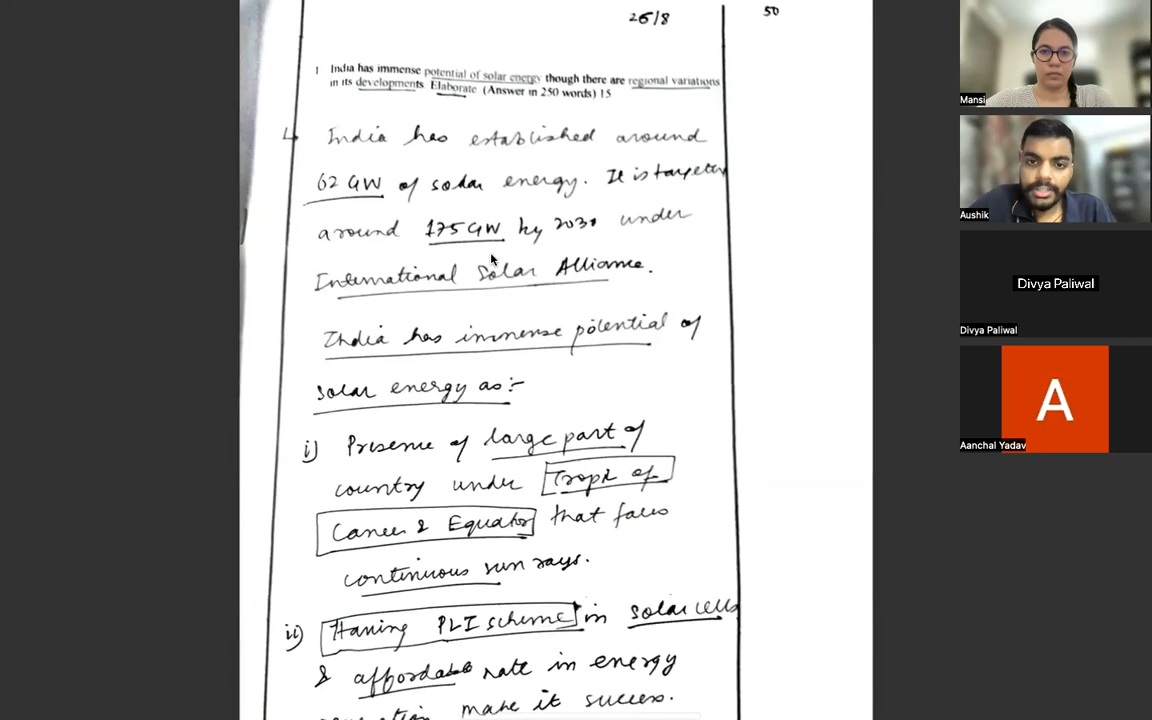 26/8
50
1 India has immense potential of solar energy though there are regional variations
in its developments Elaborate (Answer in 250 words) 15
India has established around
62 GW of solar energy. It is targeted
around 175 GW by 2030 under
International Solar Alliance.
India has immense potential of
solar energy as :-
i) Presence of large part of
country under Tropic of
Cancer & Equator that faces
continuous sun rays.
ii) Having PLI scheme in solar cells
& affordable rate in energy
make it success.
Mansi
Aushik
Divya Paliwal
Divya Paliwal
A
Aanchal Yadav